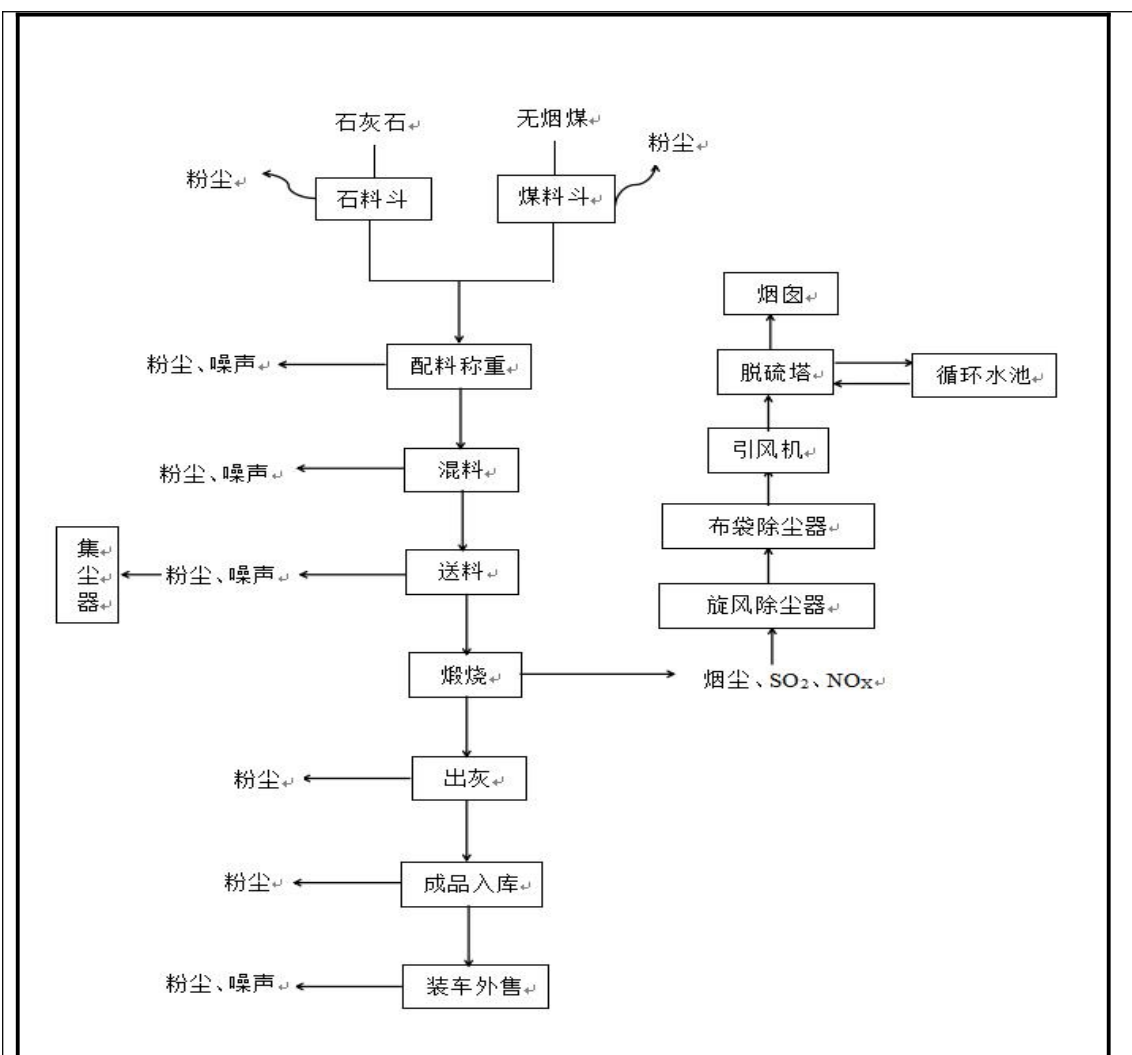 石灰石
无烟煤
粉尘
粉尘
石料斗
煤料斗
烟囱
粉尘、噪声
配料称重
脱硫塔
循环水池
引风机
粉尘、噪声
混料
布袋除尘器
集
尘
器
粉尘、噪声
送料
旋风除尘器
煅烧
烟尘、SO₂、NOX
粉尘
出灰
粉尘
成品入库
粉尘、噪声
装车外售